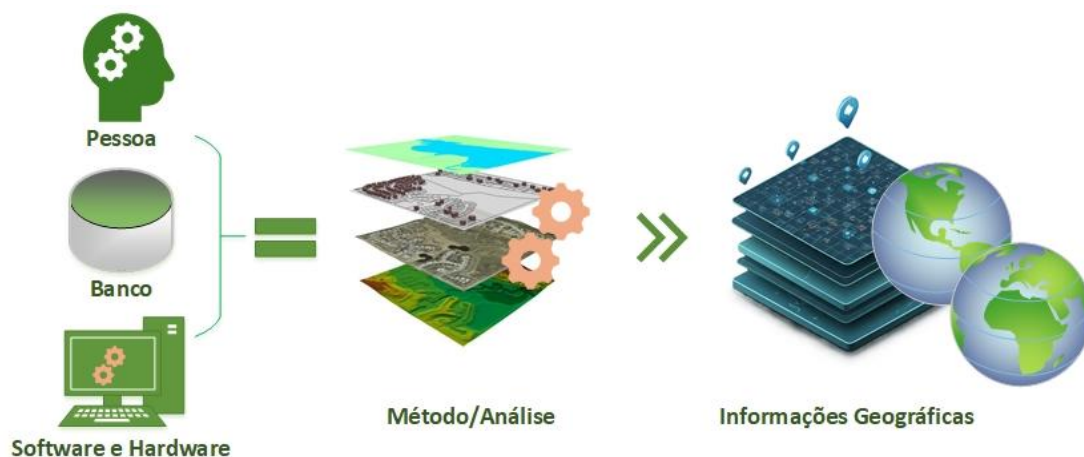 Pessoa
Banco
Software e Hardware
Método/Análise
Informações Geográficas